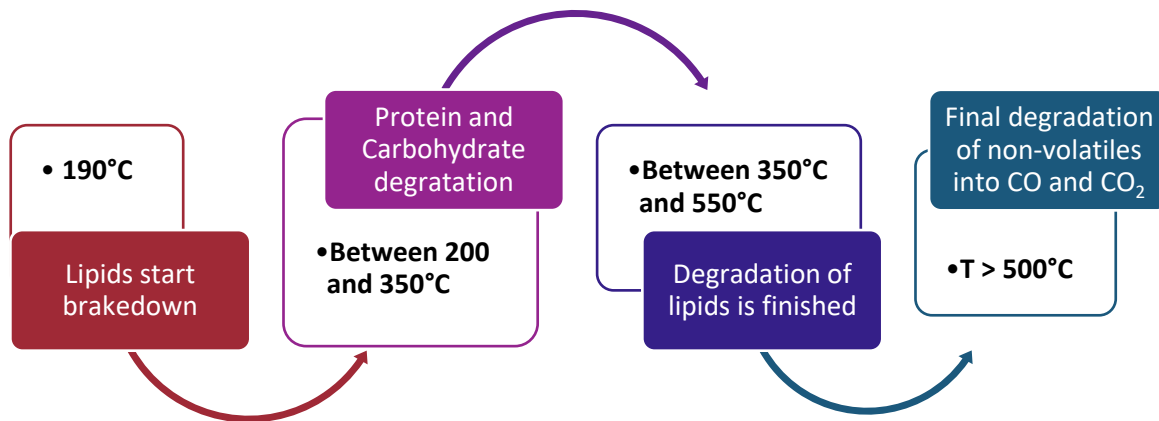 • 190°C
Lipids start
brakedown
Protein and
Carbohydrate
degratation
•Between 200
and 350°C
•Between 350°C
and 550°C
Degradation of
lipids is finished
Final degradation
of non-volatiles
into CO and CO₂
•T > 500°C